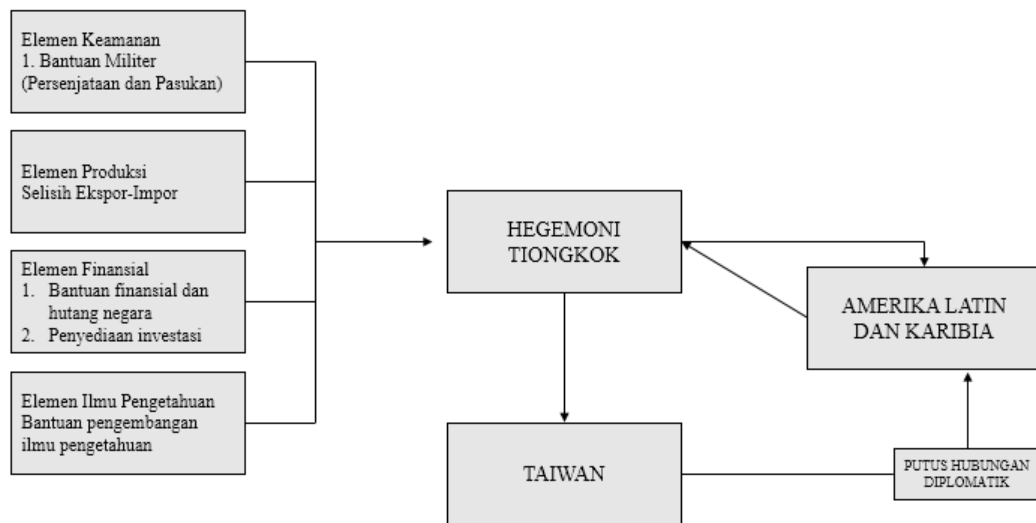 Elemen Keamanan
1. Bantuan Militer
(Persenjataan dan Pasukan)
Elemen Produksi
Selisih Ekspor-Impor
Elemen Finansial
1. Bantuan finansial dan
hutang negara
2. Penyediaan investasi
Elemen Ilmu Pengetahuan
Bantuan pengembangan
ilmu pengetahuan
HEGEMONI
TIONGKOK
AMERIKA LATIN
DAN KARIBIA
TAIWAN
PUTUS HUBUNGAN
DIPLOMATIK